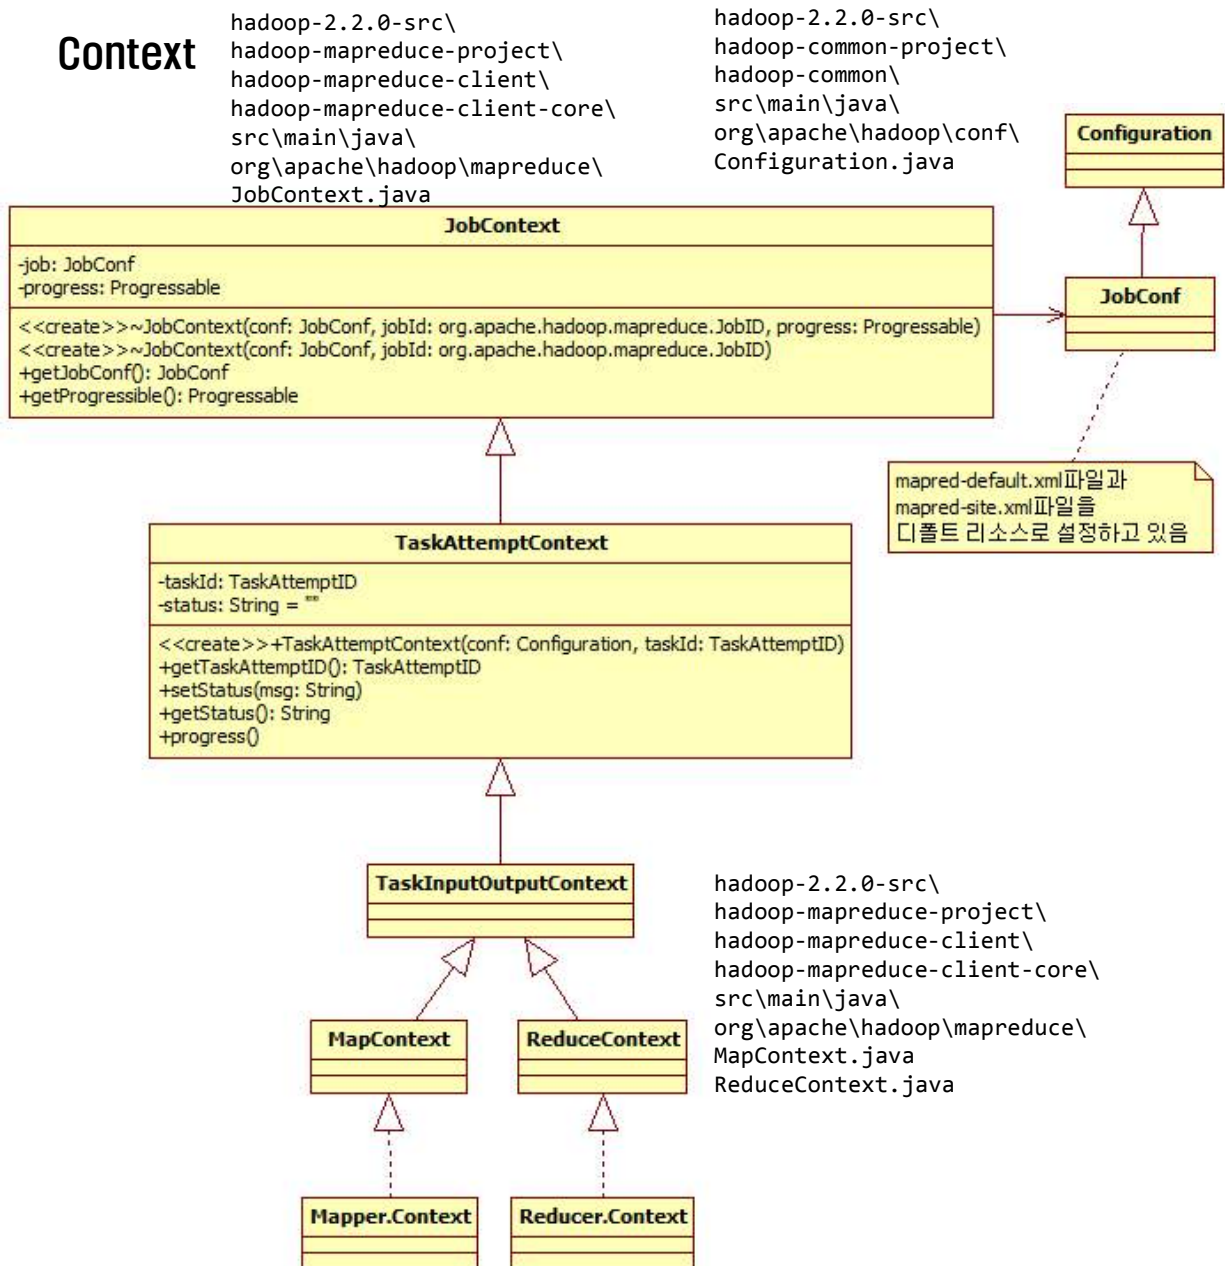 Context
hadoop-2.2.0-src\
hadoop-mapreduce-project\
hadoop-mapreduce-client\
hadoop-mapreduce-client-core\
src\main\java\
org\apache\hadoop\mapreduce\
JobContext.java
hadoop-2.2.0-src\
hadoop-common-project\
hadoop-common\
src\main\java\
org\apache\hadoop\conf\
Configuration.java
Configuration
JobContext
-job: JobConf
-progress: Progressable
<<create>>~JobContext(conf: JobConf, jobId: org.apache.hadoop.mapreduce.JobID, progress: Progressable)
<<create>>~JobContext(conf: JobConf, jobId: org.apache.hadoop.mapreduce.JobID)
+getJobConf(): JobConf
+getProgressible(): Progressable
JobConf
mapred-default.xml파일과
mapred-site.xml파일을
디폴트 리소스로 설정하고 있음
TaskAttemptContext
-taskId: TaskAttemptID
-status: String = ""
<<create>>+TaskAttemptContext(conf: Configuration, taskId: TaskAttemptID)
+getTaskAttemptID(): TaskAttemptID
+setStatus(msg: String)
+getStatus(): String
+progress()
TaskInputOutputContext
hadoop-2.2.0-src\
hadoop-mapreduce-project\
hadoop-mapreduce-client\
hadoop-mapreduce-client-core\
src\main\java\
org\apache\hadoop\mapreduce\
MapContext.java
ReduceContext.java
MapContext
ReduceContext
Mapper.Context
Reducer.Context